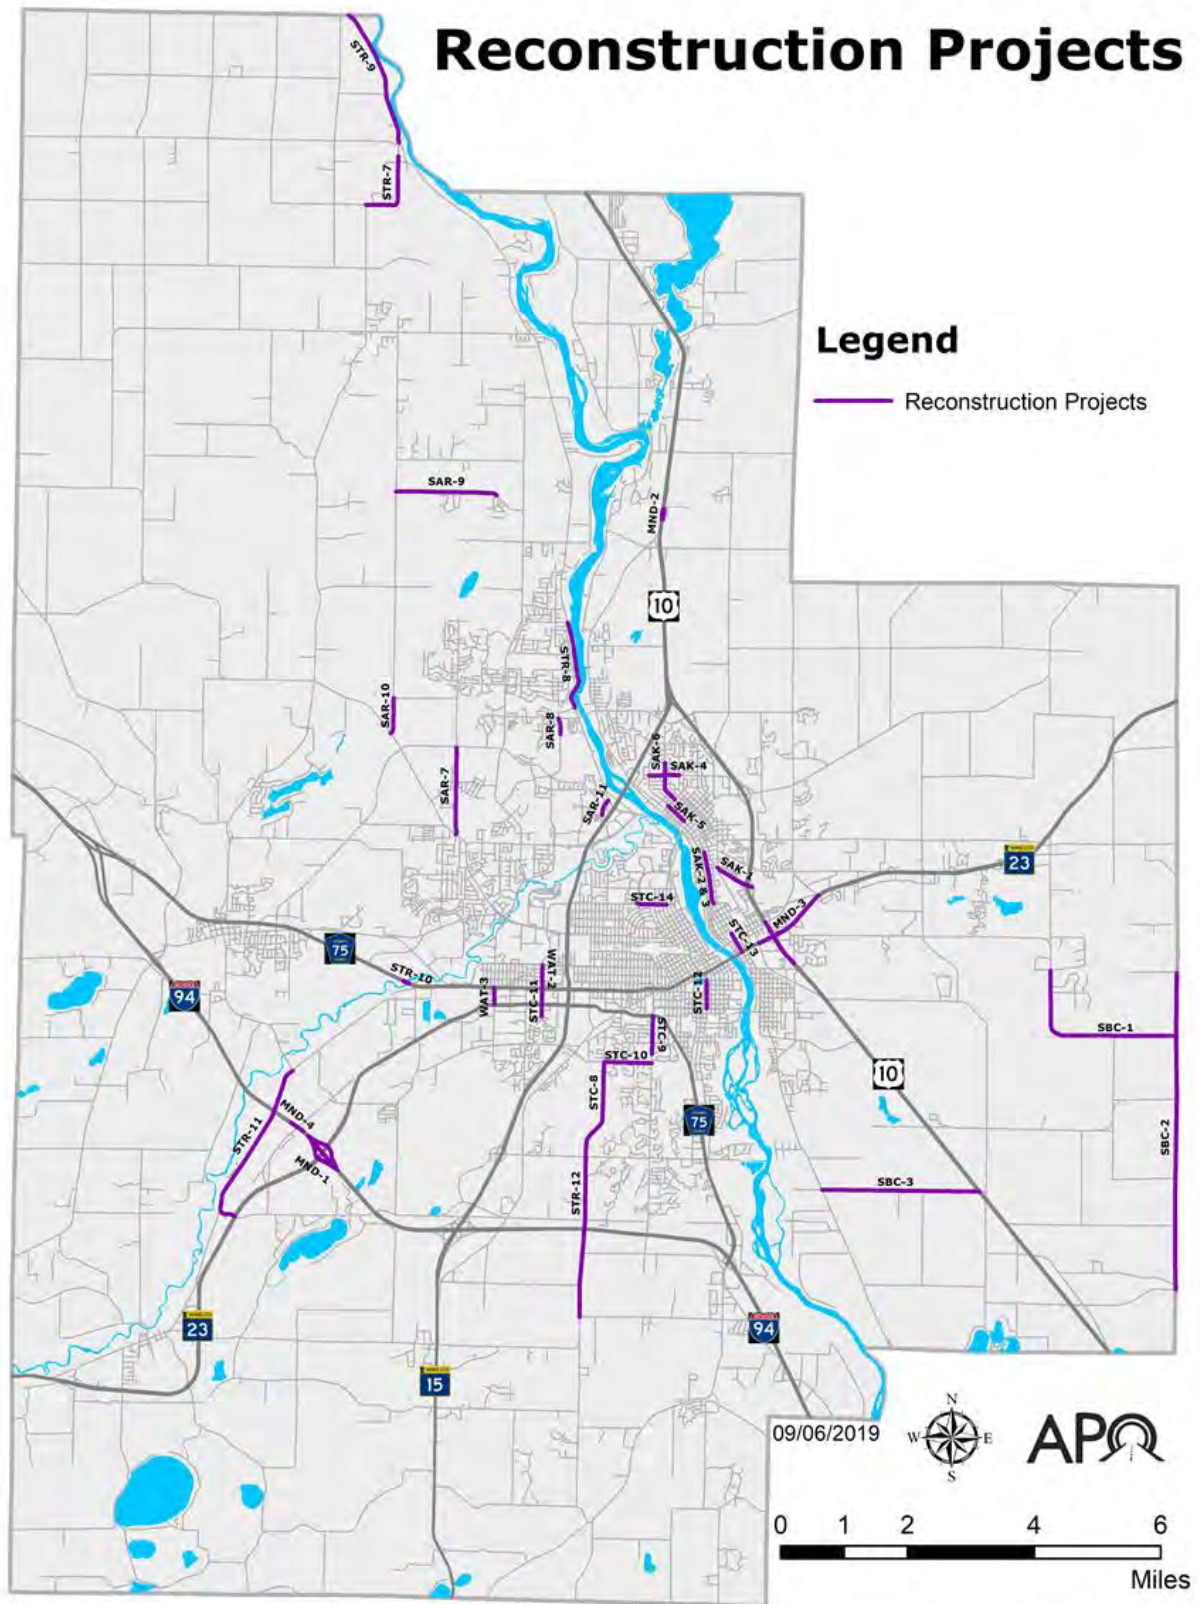 Reconstruction Projects
STR-9
STR-7
Legend
Reconstruction Projects
SAR-9
MND-2
10
STR-8
SAR-10
SAR-8
SAK-6
SAK-4
SAR-7
SAR-11
SAK-5
23
SAK-2 & 3
SAK-1
STC-14
MND-3
STC-13
75
STR-10
WAT-2
94
WAT-3
STC-11
STC-12
SBC-1
STC-9
STC-10
10
STC-8
MND-4
75
STR-11
SBC-2
MND-1
STR-12
SBC-3
23
94
15
N
09/06/2019
W
E
APO
S
0 1 2 4 6
Miles